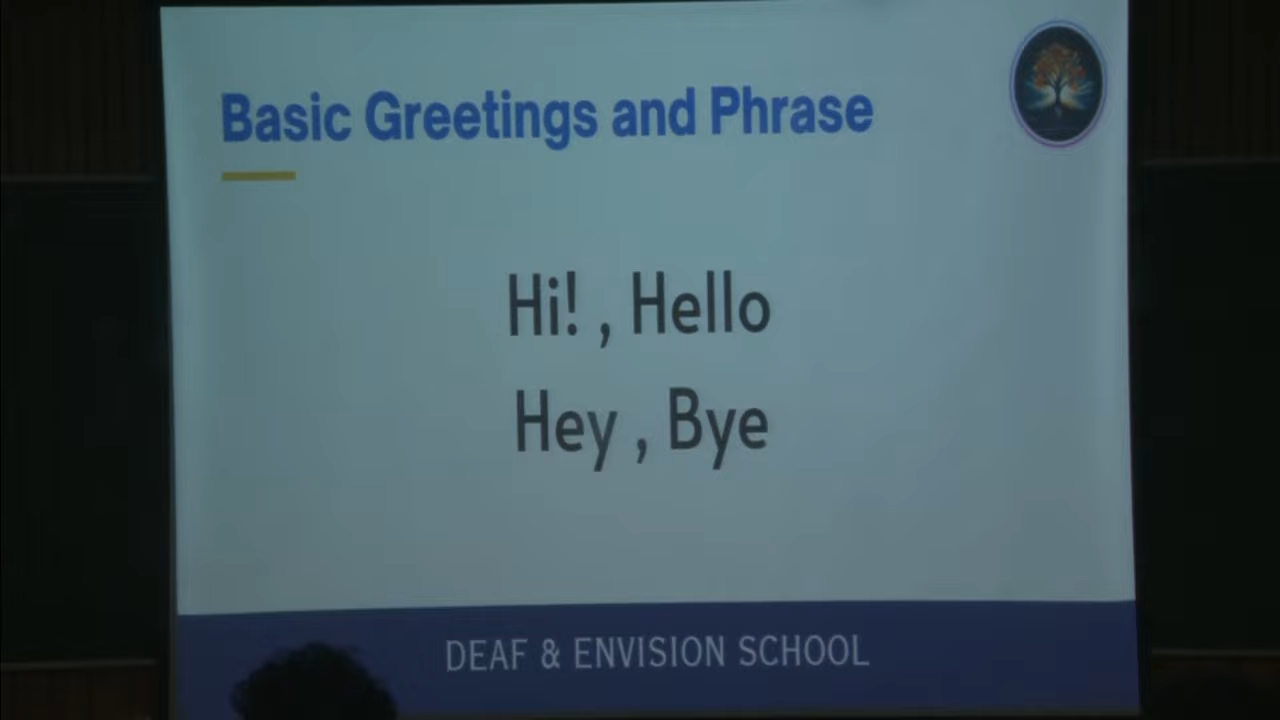 Basic Greetings and Phrase
Hi! , Hello
Hey , Bye
DEAF & ENVISION SCHOOL